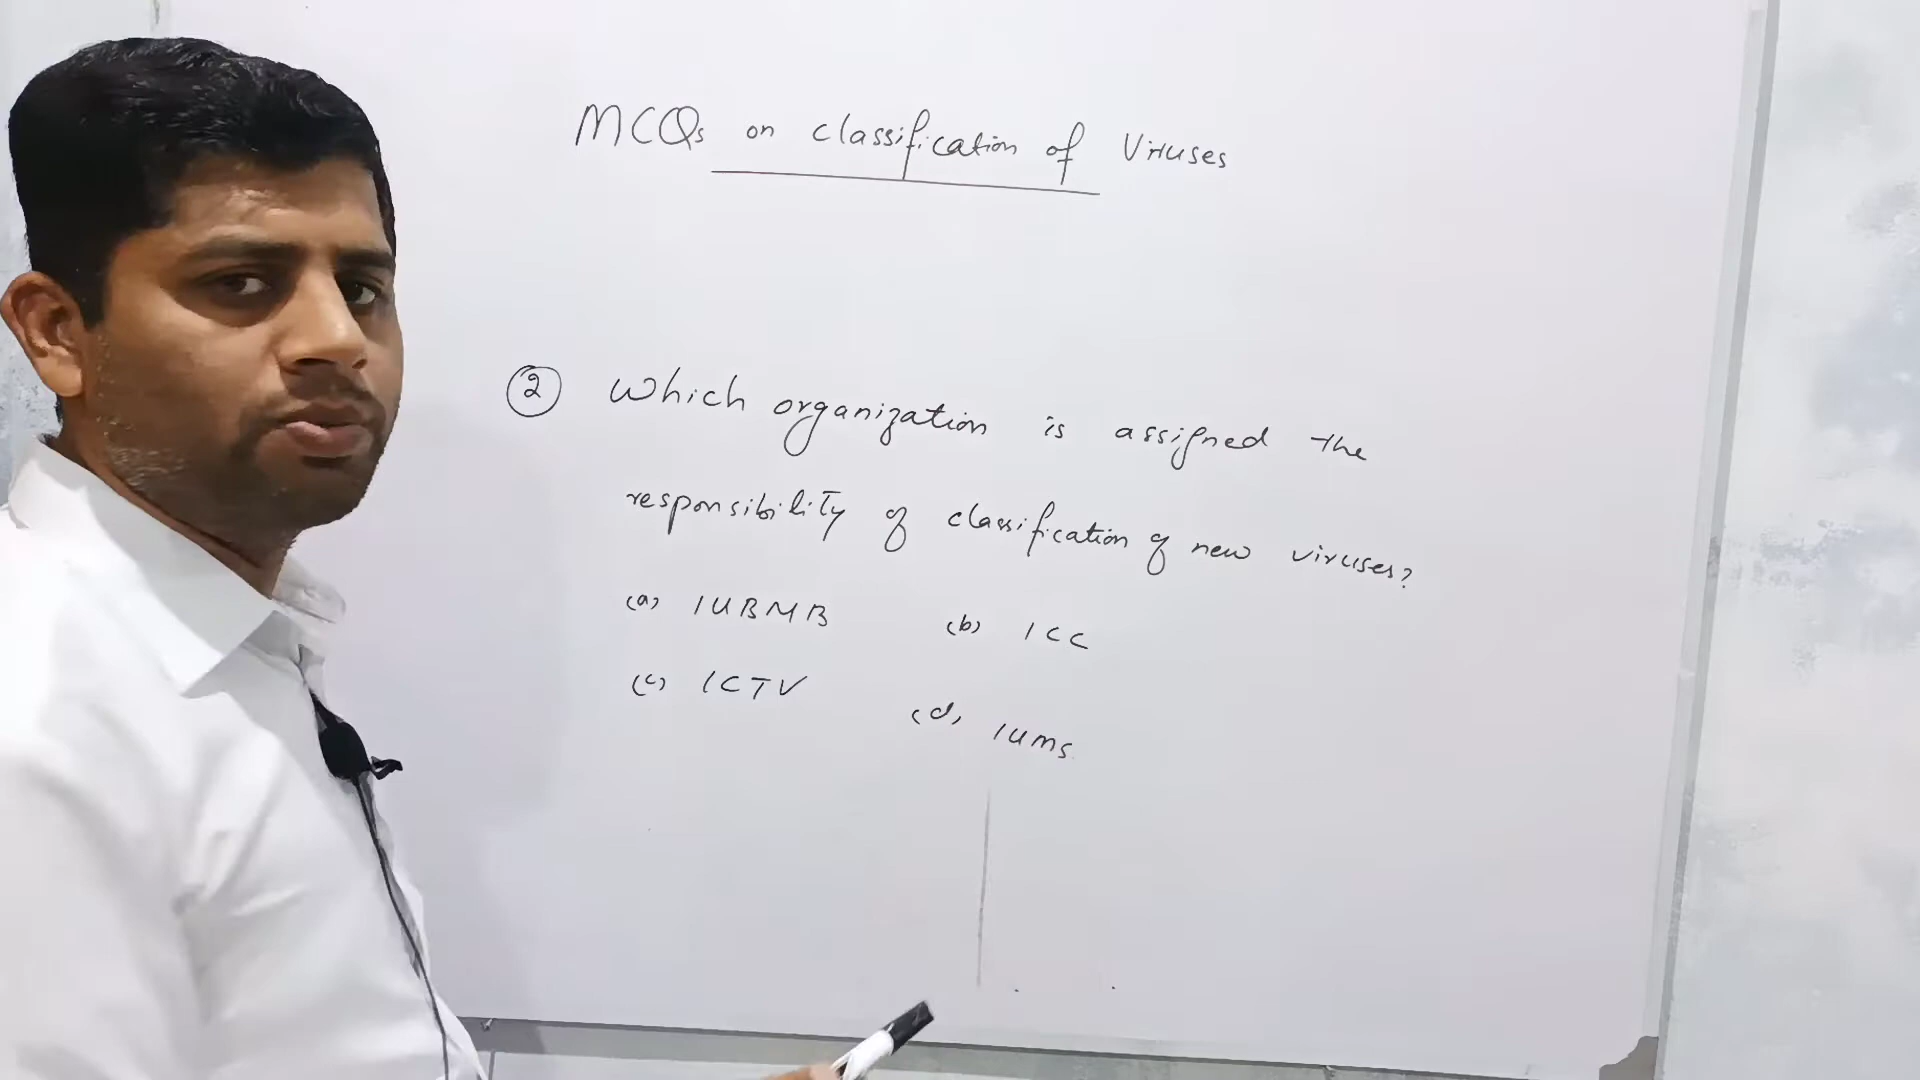 MCQs on classification of Viruses
② Which organization is assigned the
responsibility of classification of new viruses?
(a) IUBMB (b) ICC
(c) ICTV (d) IUMS